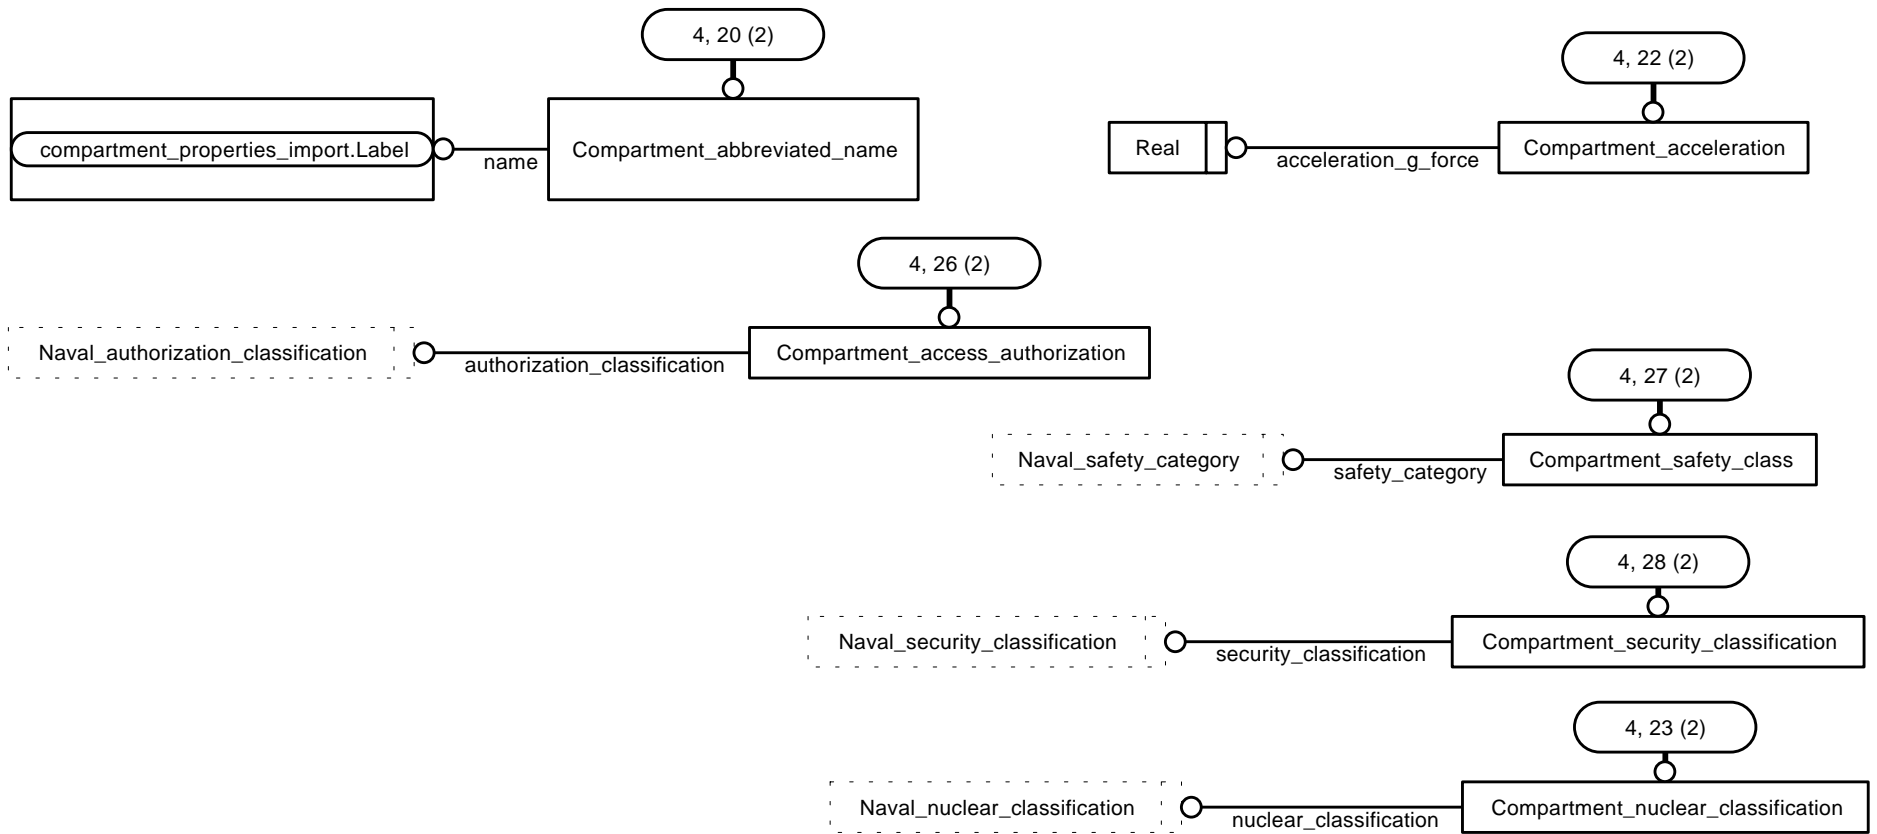 4, 20 (2)
compartment_properties_import.Label
name
Compartment_abbreviated_name
4, 22 (2)
Real
acceleration_g_force
Compartment_acceleration
4, 26 (2)
Naval_authorization_classification
authorization_classification
Compartment_access_authorization
4, 27 (2)
Naval_safety_category
safety_category
Compartment_safety_class
4, 28 (2)
Naval_security_classification
security_classification
Compartment_security_classification
4, 23 (2)
Naval_nuclear_classification
nuclear_classification
Compartment_nuclear_classification